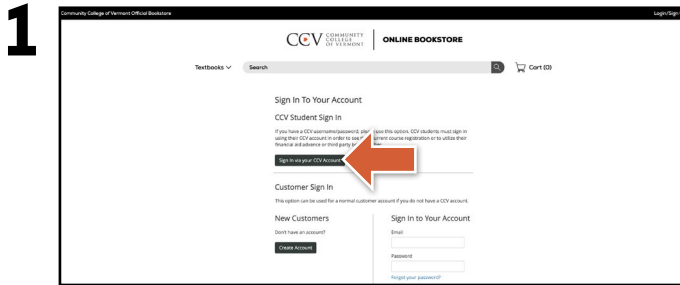 1
Community College of Vermont Official Bookstore
Login/Sign
CCV COMMUNITY
COLLEGE
OF VERMONT
ONLINE BOOKSTORE
Textbooks
Search
Cart (0)
Sign In To Your Account
CCV Student Sign In
If you have a CCV username/password, use this option. CCV students must sign in
using their CCV account in order to see current course registration or to utilize their
financial aid advance or third party
Sign In via your CCV Account
Customer Sign In
This option can be used for a normal customer account if you do not have a CCV account.
New Customers
Don't have an account?
Create Account
Sign In to Your Account
Email
Password
Forgot your password?